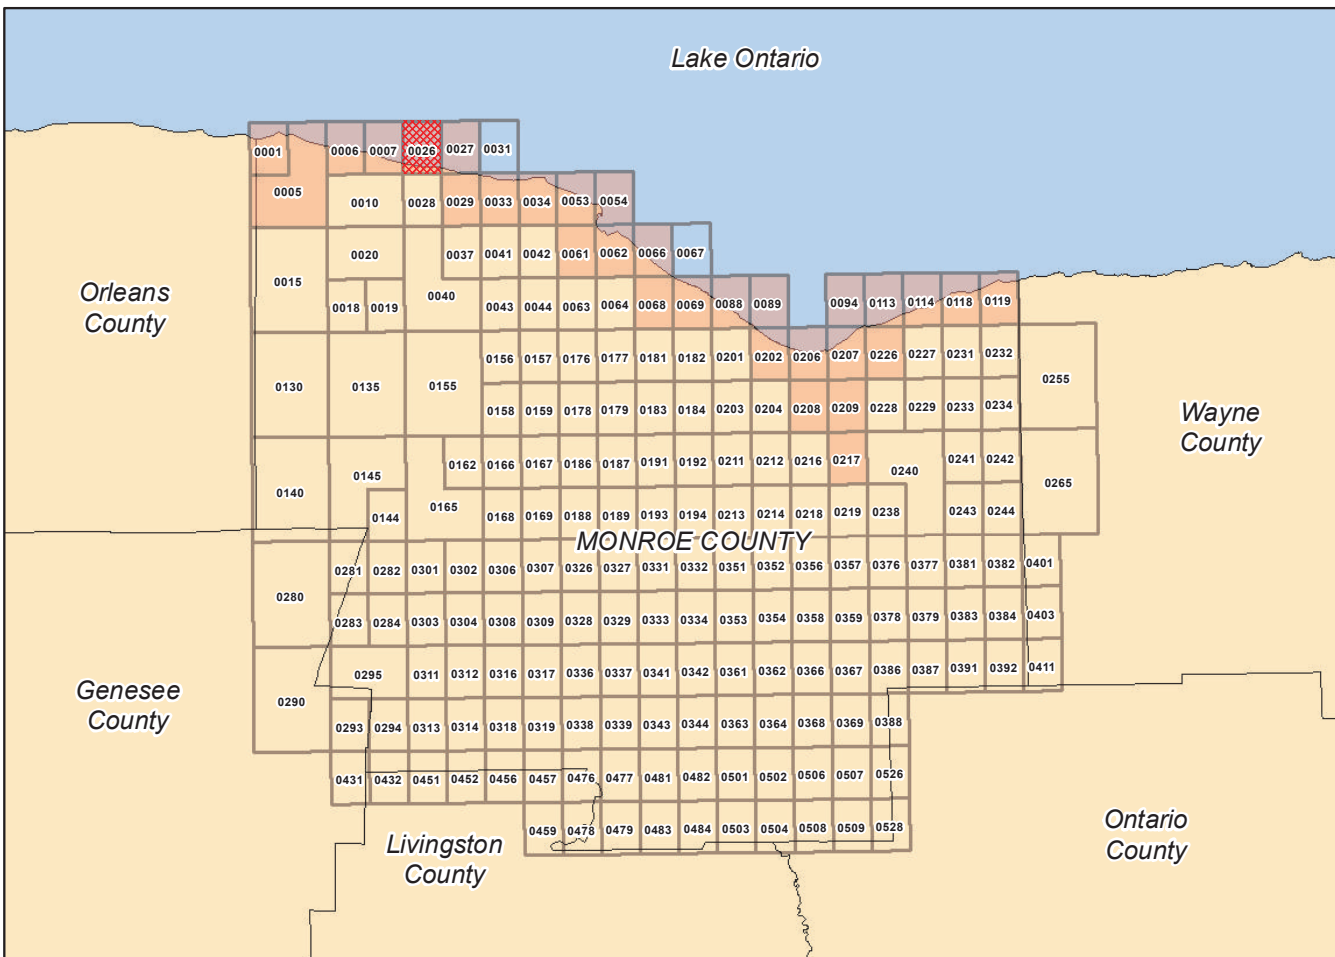 Lake Ontario
0001 0006 0007 0026 0027 0031
0005 0010 0028 0029 0033 0034 0053 0054
0015 0020 0037 0041 0042 0061 0062 0066 0067
Orleans
County
0018 0019 0040 0043 0044 0063 0064 0068 0069 0088 0089 0094 0113 0114 0118 0119
0130 0135 0155 0156 0157 0176 0177 0181 0182 0201 0202 0206 0207 0226 0227 0231 0232 0255
0158 0159 0178 0179 0183 0184 0203 0204 0208 0209 0228 0229 0233 0234
Wayne
County
0140 0145 0162 0166 0167 0186 0187 0191 0192 0211 0212 0216 0217 0240 0241 0242 0265
0144 0165 0168 0169 0188 0189 0193 0194 0213 0214 0218 0219 0238 0243 0244
MONROE COUNTY
0280 0281 0282 0301 0302 0306 0307 0326 0327 0331 0332 0351 0352 0356 0357 0376 0377 0381 0382 0401
0283 0284 0303 0304 0308 0309 0328 0329 0333 0334 0353 0354 0358 0359 0378 0379 0383 0384 0403
Genesee
County
0290 0295 0311 0312 0316 0317 0336 0337 0341 0342 0361 0362 0366 0367 0386 0387 0391 0392 0411
0293 0294 0313 0314 0318 0319 0338 0339 0343 0344 0363 0364 0368 0369 0388
0431 0432 0451 0452 0456 0457 0476 0477 0481 0482 0501 0502 0506 0507 0526
0459 0478 0479 0483 0484 0503 0504 0508 0509 0528
Livingston
County
Ontario
County